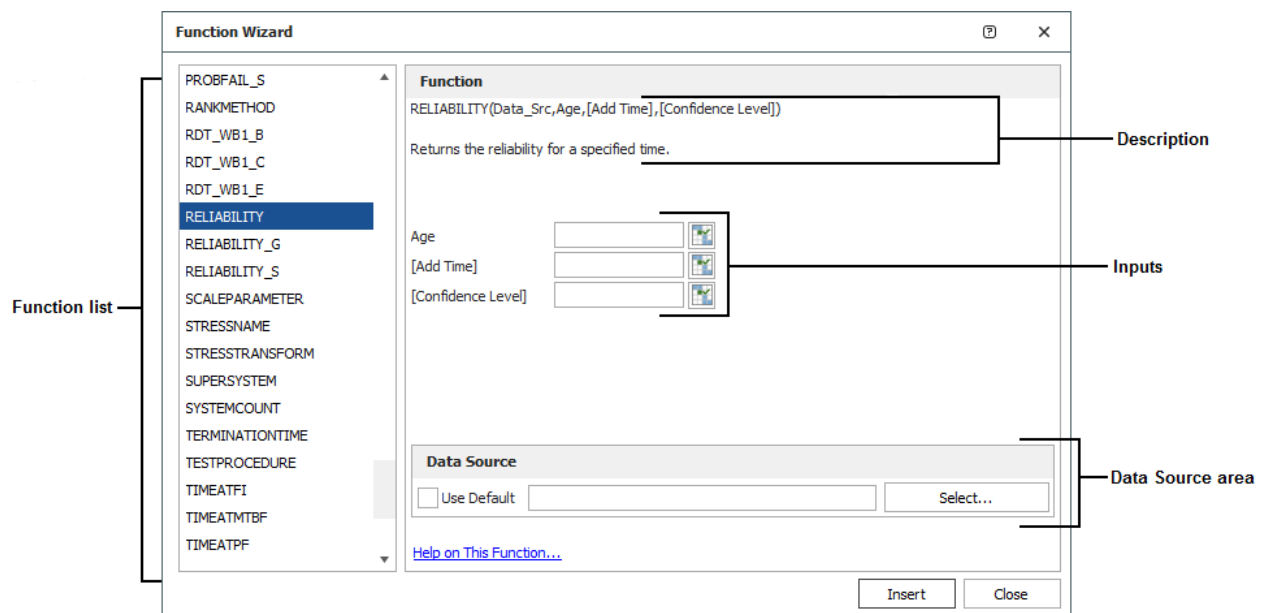 Function Wizard
PROBFAIL_S
RANKMETHOD
RDT_WB1_B
RDT_WB1_C
RDT_WB1_E
RELIABILITY
RELIABILITY_G
RELIABILITY_S
SCALEPARAMETER
STRESSNAME
STRESSTRANSFORM
SUPERSYSTEM
SYSTEMCOUNT
TERMINATIONTIME
TESTPROCEDURE
TIMEATFI
TIMEATMTBF
TIMEATPF
Function list
Function
RELIABILITY(Data_Src,Age,[Add Time],[Confidence Level])
Returns the reliability for a specified time.
Description
Age
[Add Time]
[Confidence Level]
Inputs
Data Source
Use Default
Select...
Data Source area
Help on This Function...
Insert
Close